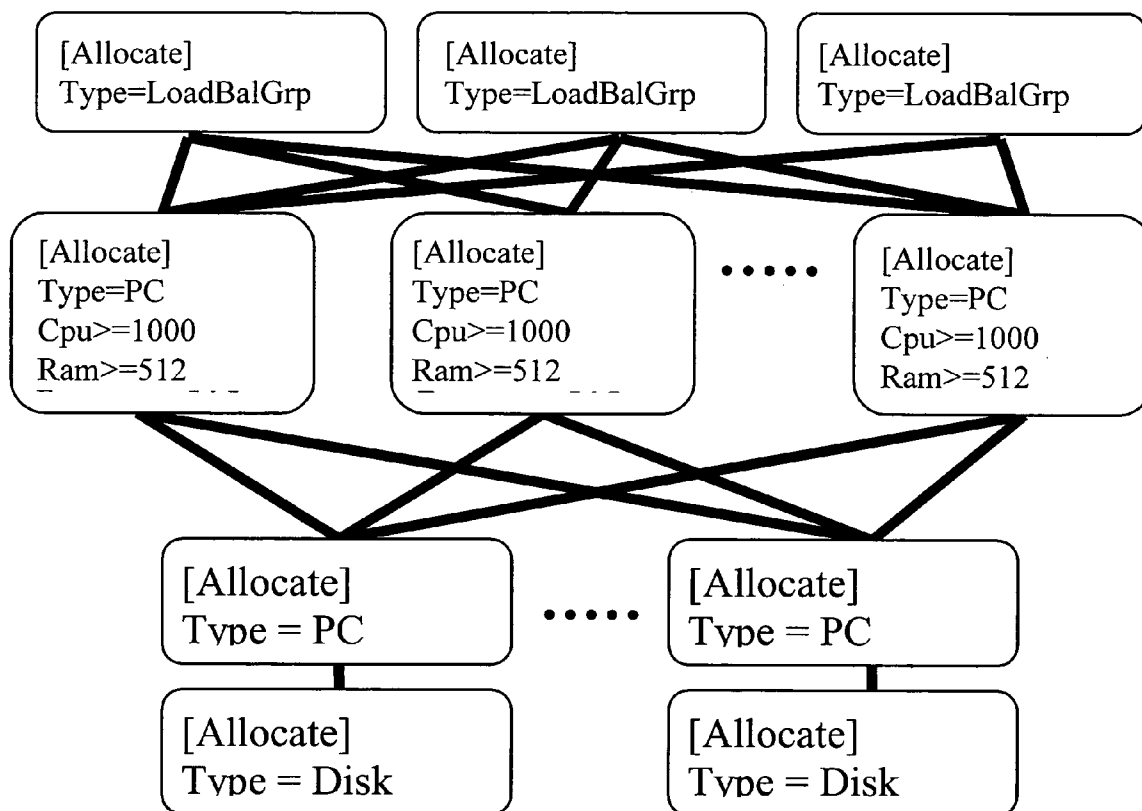 [Allocate]
Type=LoadBalGrp
[Allocate]
Type=LoadBalGrp
[Allocate]
Type=LoadBalGrp
[Allocate]
Type=PC
Cpu>=1000
Ram>=512
[Allocate]
Type=PC
Cpu>=1000
Ram>=512
[Allocate]
Type=PC
Cpu>=1000
Ram>=512
[Allocate]
Type = PC
[Allocate]
Type = PC
[Allocate]
Type = Disk
[Allocate]
Type = Disk